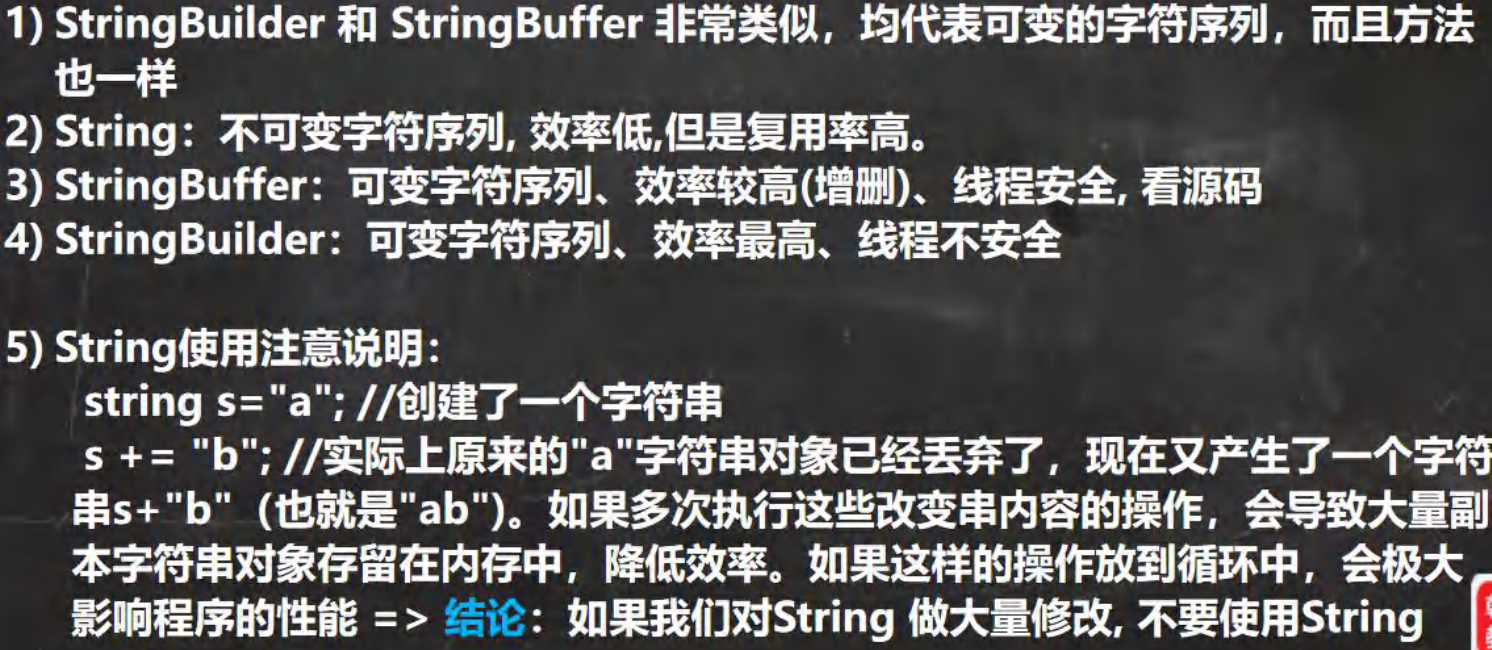 1) StringBuilder 和 StringBuffer 非常类似，均代表可变的字符序列，而且方法
也一样
2) String：不可变字符序列, 效率低,但是复用率高。
3) StringBuffer：可变字符序列、效率较高(增删)、线程安全, 看源码
4) StringBuilder：可变字符序列、效率最高、线程不安全
5) String使用注意说明：
string s="a"; //创建了一个字符串
s += "b"; //实际上原来的"a"字符串对象已经丢弃了，现在又产生了一个字符
串s+"b"（也就是"ab")。如果多次执行这些改变串内容的操作，会导致大量副
本字符串对象存留在内存中，降低效率。如果这样的操作放到循环中，会极大
影响程序的性能 => 结论：如果我们对String 做大量修改, 不要使用String